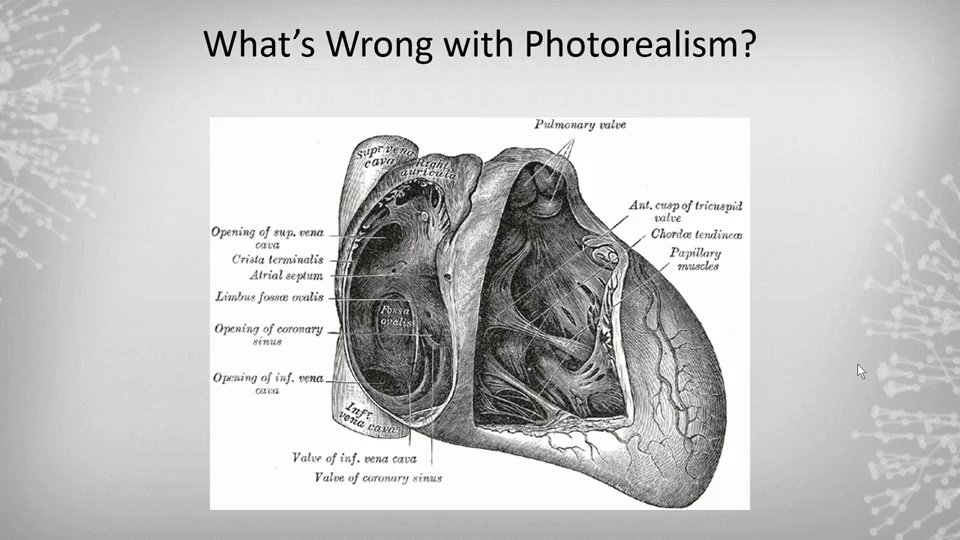 What's Wrong with Photorealism?
Pulmonary valve
Supr vena
cava
Right
auricula
Ant. cusp of tricuspid
valve
Chordæ tendineæ
Papillary
muscles
Opening of sup. vena
cava
Crista terminalis
Atrial septum
Limbus fossæ ovalis
Fossa
ovalis
Opening of coronary
sinus
Opening of inf. vena
cava
Infr
vena cava
Valve of inf. vena cava
Valve of coronary sinus